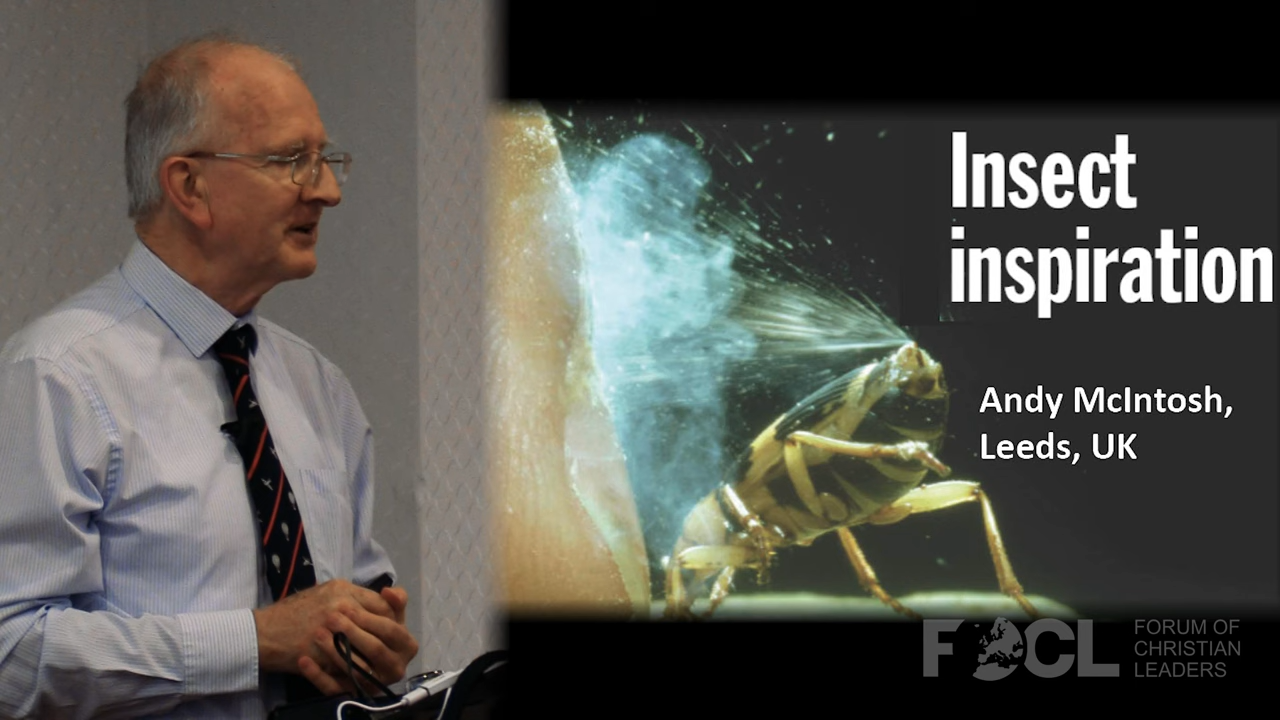 Insect
inspiration
Andy McIntosh,
Leeds, UK
FOCL
FORUM OF
CHRISTIAN
LEADERS